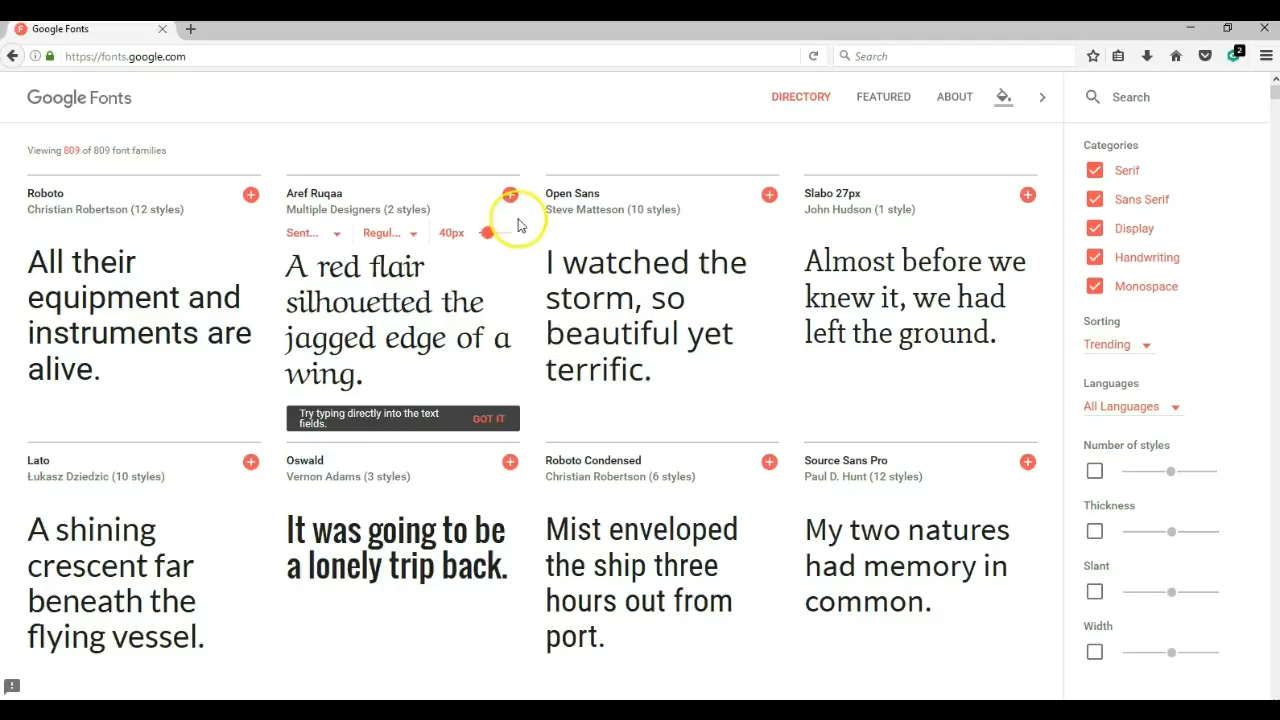 Google Fonts
https://fonts.google.com
Search
2
Google Fonts
DIRECTORY
FEATURED
ABOUT
Search
Viewing 809 of 809 font families
Roboto
Christian Robertson (12 styles)
All their
equipment and
instruments are
alive.
Aref Ruqaa
Multiple Designers (2 styles)
Sent...
Regul...
40px
A red flair
silhouetted the
jagged edge of a
wing.
Try typing directly into the text
fields.
GOT IT
Open Sans
Steve Matteson (10 styles)
I watched the
storm, so
beautiful yet
terrific.
Slabo 27px
John Hudson (1 style)
Almost before we
knew it, we had
left the ground.
Lato
Łukasz Dziedzic (10 styles)
A shining
crescent far
beneath the
flying vessel.
Oswald
Vernon Adams (3 styles)
It was going to be
a lonely trip back.
Roboto Condensed
Christian Robertson (6 styles)
Mist enveloped
the ship three
hours out from
port.
Source Sans Pro
Paul D. Hunt (12 styles)
My two natures
had memory in
common.
Categories
Serif
Sans Serif
Display
Handwriting
Monospace
Sorting
Trending
Languages
All Languages
Number of styles
Thickness
Slant
Width